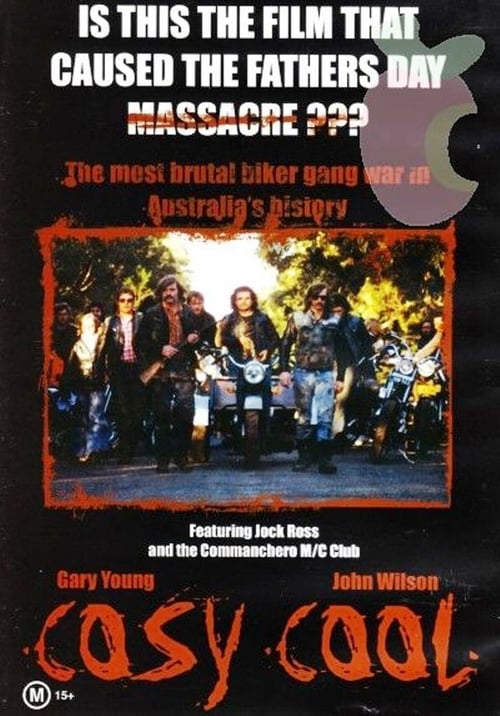 IS THIS THE FILM THAT
CAUSED THE FATHERS DAY
MASSACRE ???
The most brutal biker gang war in
Australia's history
Featuring Jock Ross
and the Commanchero M/C Club
Gary Young John Wilson
cosy cool
M 15+